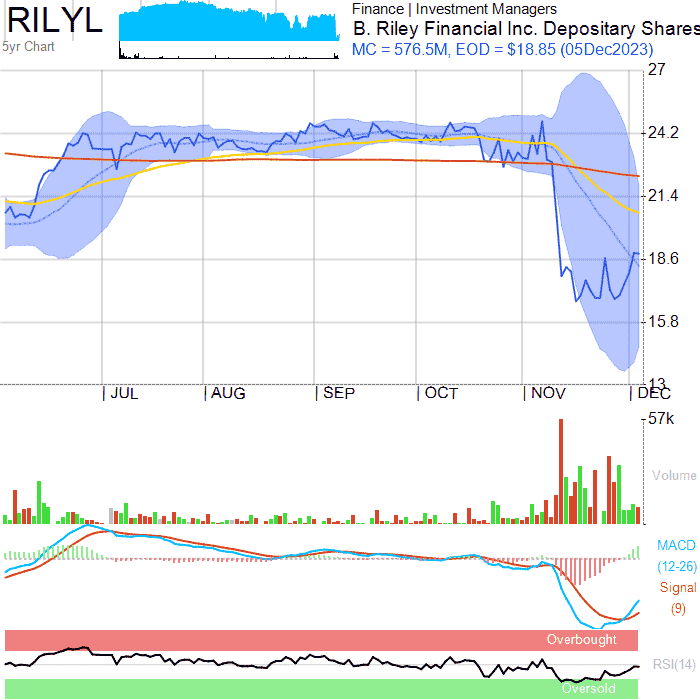 RILYL
5yr Chart
Finance | Investment Managers
B. Riley Financial Inc. Depositary Shares
MC = 576.5M, EOD = $18.85 (05Dec2023)
27
24.2
21.4
18.6
15.8
13
JUL AUG SEP OCT NOV DEC
57k
Volume
MACD
(12-26)
Signal
(9)
Overbought
RSI(14)
Oversold